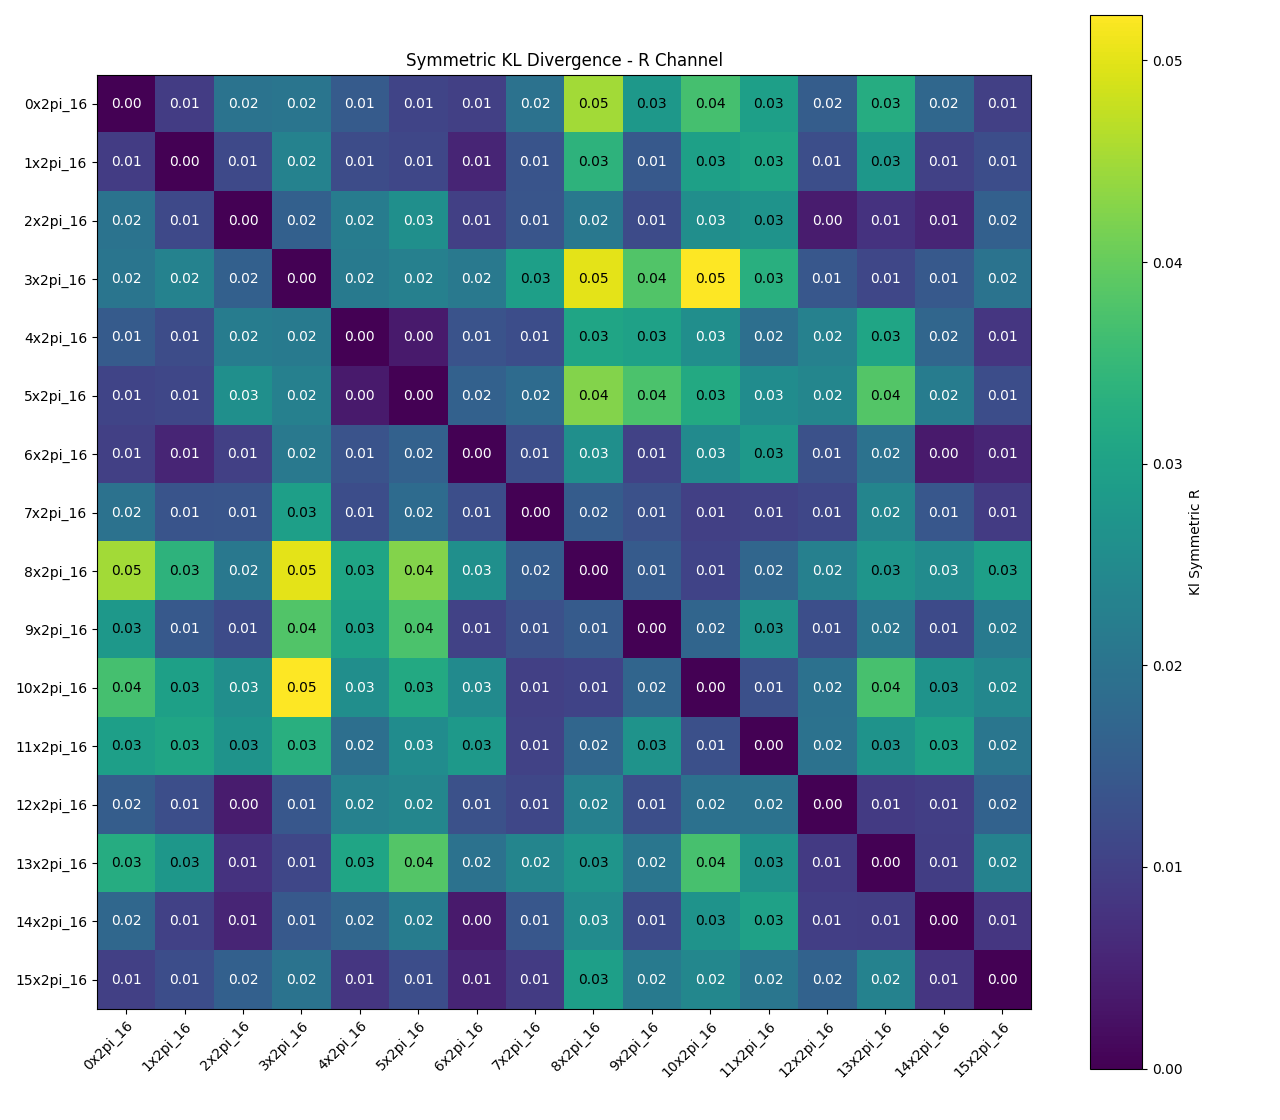 Symmetric KL Divergence - R Channel
0x2pi_16 0.00 0.01 0.02 0.02 0.01 0.01 0.01 0.02 0.05 0.03 0.04 0.03 0.02 0.03 0.02 0.01
1x2pi_16 0.01 0.00 0.01 0.02 0.01 0.01 0.01 0.01 0.03 0.01 0.03 0.03 0.01 0.03 0.01 0.01
2x2pi_16 0.02 0.01 0.00 0.02 0.02 0.03 0.01 0.01 0.02 0.01 0.03 0.03 0.00 0.01 0.01 0.02
3x2pi_16 0.02 0.02 0.02 0.00 0.02 0.02 0.02 0.03 0.05 0.04 0.05 0.03 0.01 0.01 0.01 0.02
4x2pi_16 0.01 0.01 0.02 0.02 0.00 0.00 0.01 0.01 0.03 0.03 0.03 0.02 0.02 0.03 0.02 0.01
5x2pi_16 0.01 0.01 0.03 0.02 0.00 0.00 0.02 0.02 0.04 0.04 0.03 0.03 0.02 0.04 0.02 0.01
6x2pi_16 0.01 0.01 0.01 0.02 0.01 0.02 0.00 0.01 0.03 0.01 0.03 0.03 0.01 0.02 0.00 0.01
7x2pi_16 0.02 0.01 0.01 0.03 0.01 0.02 0.01 0.00 0.02 0.01 0.01 0.01 0.01 0.02 0.01 0.01
8x2pi_16 0.05 0.03 0.02 0.05 0.03 0.04 0.03 0.02 0.00 0.01 0.01 0.02 0.02 0.03 0.03 0.03
9x2pi_16 0.03 0.01 0.01 0.04 0.03 0.04 0.01 0.01 0.01 0.00 0.02 0.03 0.01 0.02 0.01 0.02
10x2pi_16 0.04 0.03 0.03 0.05 0.03 0.03 0.03 0.01 0.01 0.02 0.00 0.01 0.02 0.04 0.03 0.02
11x2pi_16 0.03 0.03 0.03 0.03 0.02 0.03 0.03 0.01 0.02 0.03 0.01 0.00 0.02 0.03 0.03 0.02
12x2pi_16 0.02 0.01 0.00 0.01 0.02 0.02 0.01 0.01 0.02 0.01 0.02 0.02 0.00 0.01 0.01 0.02
13x2pi_16 0.03 0.03 0.01 0.01 0.03 0.04 0.02 0.02 0.03 0.02 0.04 0.03 0.01 0.00 0.01 0.02
14x2pi_16 0.02 0.01 0.01 0.01 0.02 0.02 0.00 0.01 0.03 0.01 0.03 0.03 0.01 0.01 0.00 0.01
15x2pi_16 0.01 0.01 0.02 0.02 0.01 0.01 0.01 0.01 0.03 0.02 0.02 0.02 0.02 0.02 0.01 0.00
0x2pi_16 1x2pi_16 2x2pi_16 3x2pi_16 4x2pi_16 5x2pi_16 6x2pi_16 7x2pi_16 8x2pi_16 9x2pi_16 10x2pi_16 11x2pi_16 12x2pi_16 13x2pi_16 14x2pi_16 15x2pi_16
0.05
0.04
0.03
0.02
0.01
0.00
Kl Symmetric R